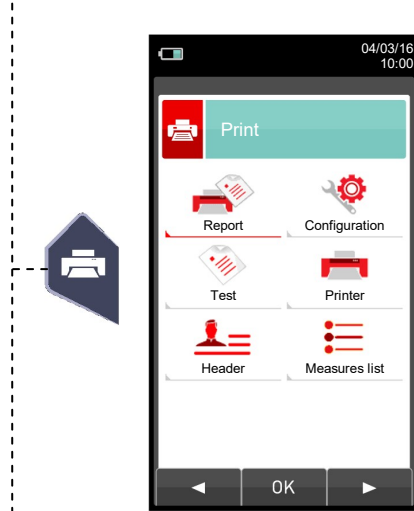 04/03/16
10:00
Print
Report Configuration
Test Printer
Header Measures list
OK